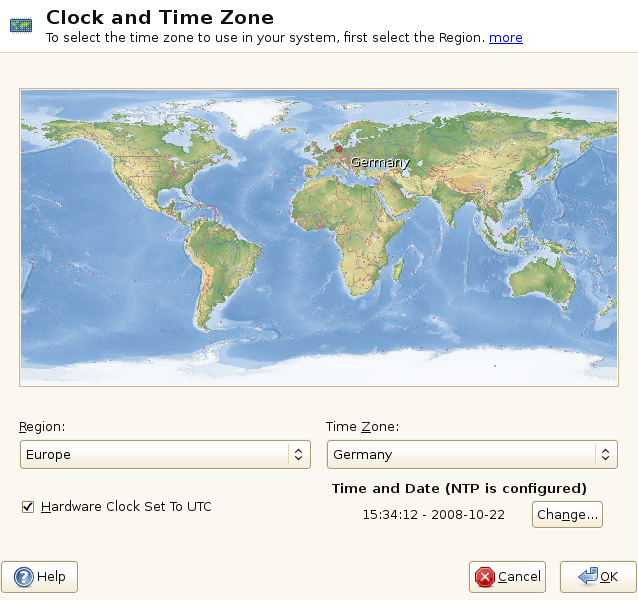 Clock and Time Zone
To select the time zone to use in your system, first select the Region. more
Germany
Region:
Europe
Time Zone:
Germany
Hardware Clock Set To UTC
Time and Date (NTP is configured)
15:34:12 - 2008-10-22
Change...
Help
Cancel
OK